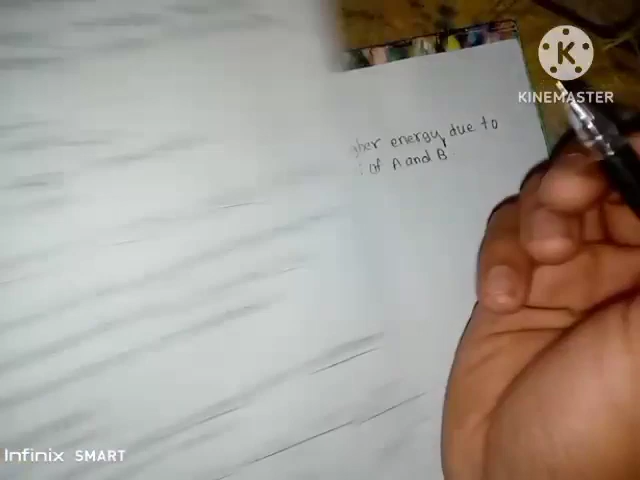 energy due to
of A and B
KINEMASTER
Infinix SMART